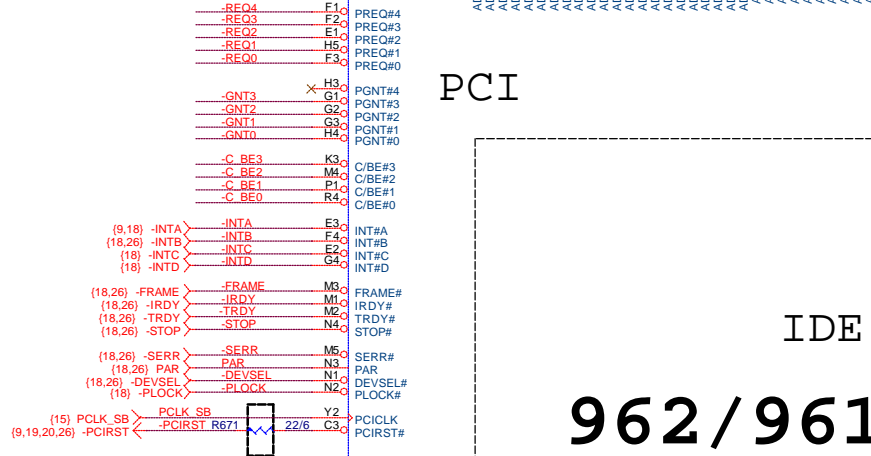 -REQ4 F1 PREQ#4
-REQ3 F2 PREQ#3
-REQ2 E1 PREQ#2
-REQ1 H5 PREQ#1
-REQ0 F3 PREQ#0
H3 PGNT#4
-GNT3 G1 PGNT#3
-GNT2 G2 PGNT#2
-GNT1 G3 PGNT#1
-GNT0 H4 PGNT#0
PCI
-C_BE3 K3 C/BE#3
-C_BE2 M4 C/BE#2
-C_BE1 P1 C/BE#1
-C_BE0 R4 C/BE#0
{9,18} -INTA -INTA E3 INT#A
{18,26} -INTB -INTB F4 INT#B
{18} -INTC -INTC E2 INT#C
{18} -INTD -INTD G4 INT#D
{18,26} -FRAME -FRAME M3 FRAME#
{18,26} -IRDY -IRDY M1 IRDY#
{18,26} -TRDY -TRDY M2 TRDY#
{18,26} -STOP -STOP N4 STOP#
IDE
{18,26} -SERR -SERR M5 SERR#
{18,26} PAR PAR N3 PAR
{18,26} -DEVSEL -DEVSEL N1 DEVSEL#
{18} -PLOCK -PLOCK N2 PLOCK#
{15} PCLK_SB PCLK_SB Y2 PCICLK
{9,19,20,26} -PCIRST -PCIRST R671 22/6 C3 PCIRST#
962/961